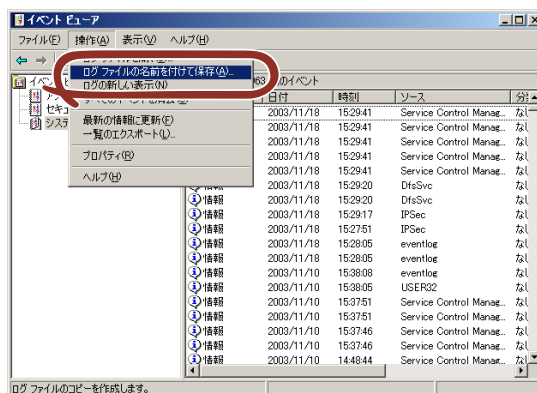 イベント ビューア
ファイル(F) 操作(A) 表示(V) ヘルプ(H)
ログ ファイルの名前を付けて保存(A)...
ログの新しい表示(N)
最新の情報に更新(F)
一覧のエクスポート(L)...
プロパティ(R)
ヘルプ(H)
のイベント
日付 時刻 ソース
2003/11/18 15:29:41 Service Control Manag...
2003/11/18 15:29:41 Service Control Manag...
2003/11/18 15:29:41 Service Control Manag...
2003/11/18 15:29:41 Service Control Manag...
2003/11/18 15:29:41 Service Control Manag...
情報 2003/11/18 15:29:20 DfsSvc
情報 2003/11/18 15:29:20 DfsSvc
情報 2003/11/18 15:29:17 IPSec
情報 2003/11/18 15:27:51 IPSec
情報 2003/11/18 15:28:05 eventlog
情報 2003/11/18 15:28:05 eventlog
情報 2003/11/10 15:38:08 eventlog
情報 2003/11/10 15:38:05 USER32
情報 2003/11/10 15:37:51 Service Control Manag...
情報 2003/11/10 15:37:51 Service Control Manag...
情報 2003/11/10 15:37:46 Service Control Manag...
情報 2003/11/10 15:37:46 Service Control Manag...
情報 2003/11/10 14:48:44 Service Control Manag...
ログ ファイルのコピーを作成します。